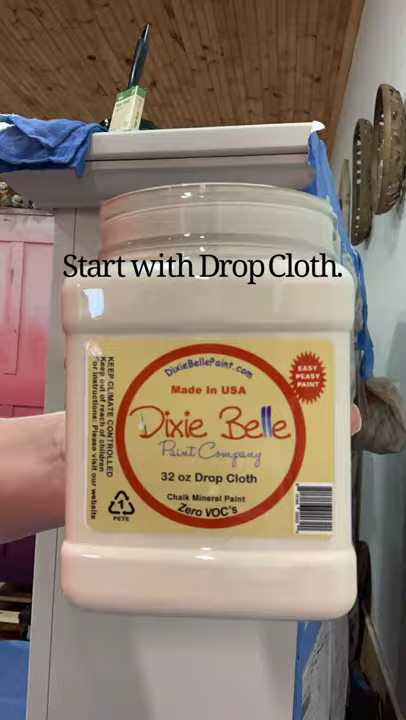 Start with Drop Cloth.
DixieBellePaint.com
Made In USA
Dixie Belle
Paint Company
32 oz Drop Cloth
Chalk Mineral Paint
Zero VOC's
EASY
PEASY
PAINT
KEEP CLIMATE CONTROLLED
Keep out of reach of children
For instructions: Please visit our website
1
PETE